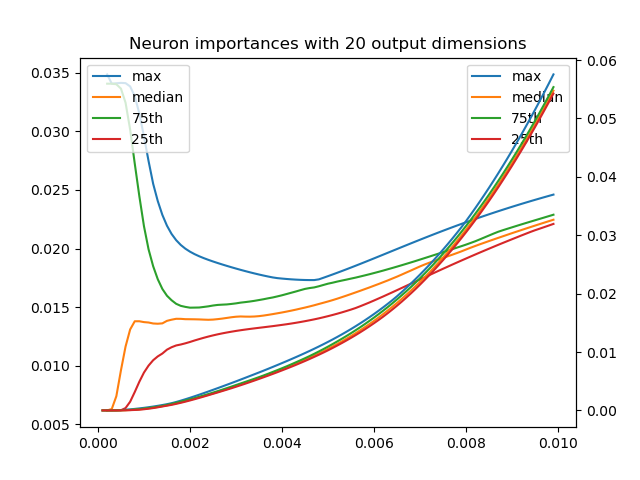 Neuron importances with 20 output dimensions
max
median
75th
25th
max
median
75th
25th
0.035
0.030
0.025
0.020
0.015
0.010
0.005
0.06
0.05
0.04
0.03
0.02
0.01
0.00
0.000
0.002
0.004
0.006
0.008
0.010